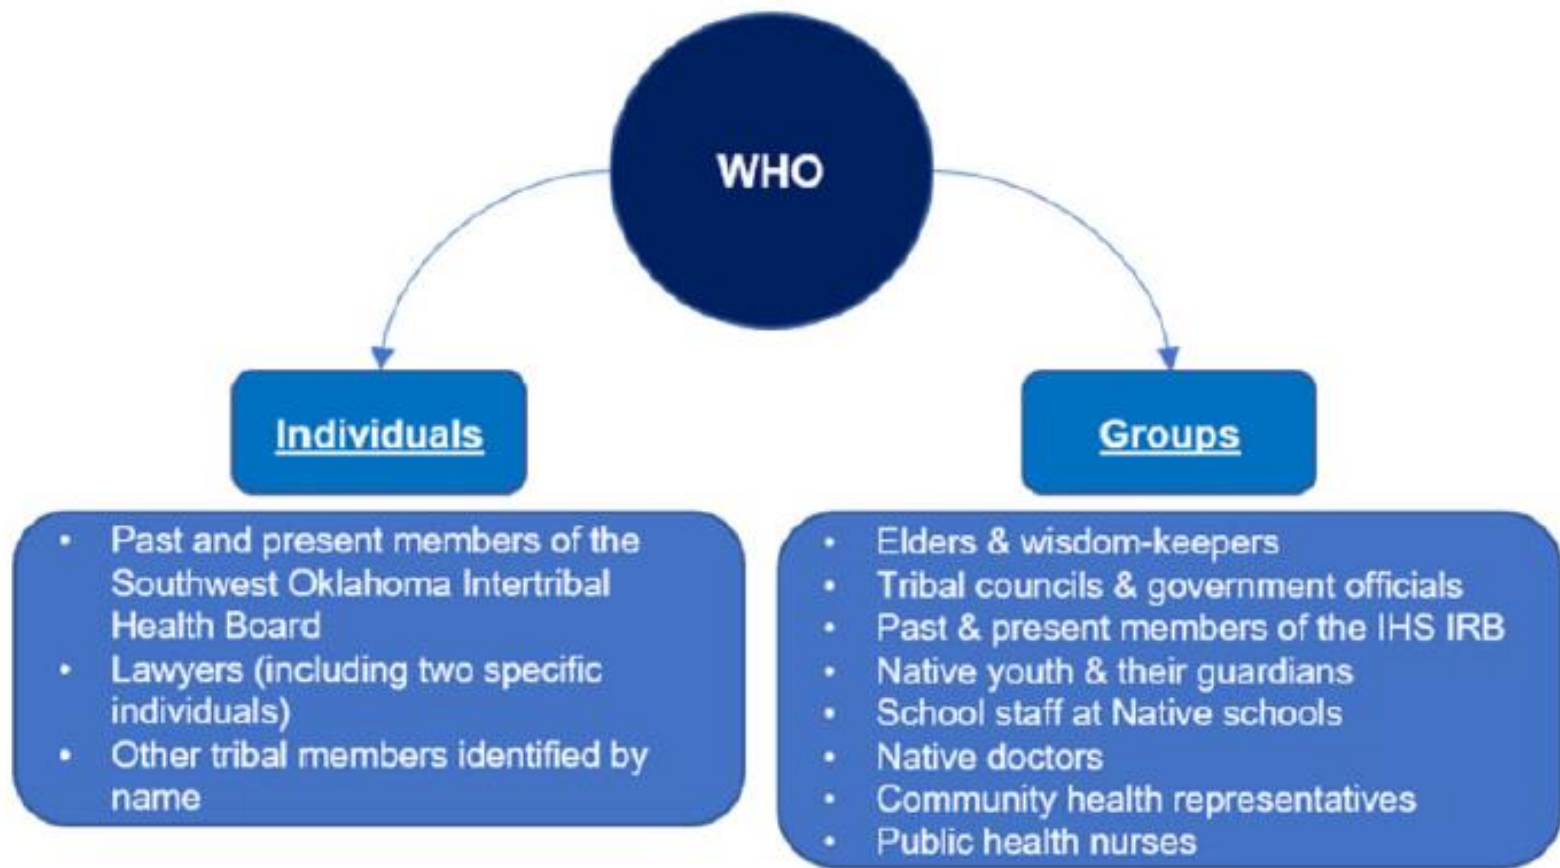 WHO
Individuals
• Past and present members of the
Southwest Oklahoma Intertribal
Health Board
• Lawyers (including two specific
individuals)
• Other tribal members identified by
name
Groups
• Elders & wisdom-keepers
• Tribal councils & government officials
• Past & present members of the IHS IRB
• Native youth & their guardians
• School staff at Native schools
• Native doctors
• Community health representatives
• Public health nurses